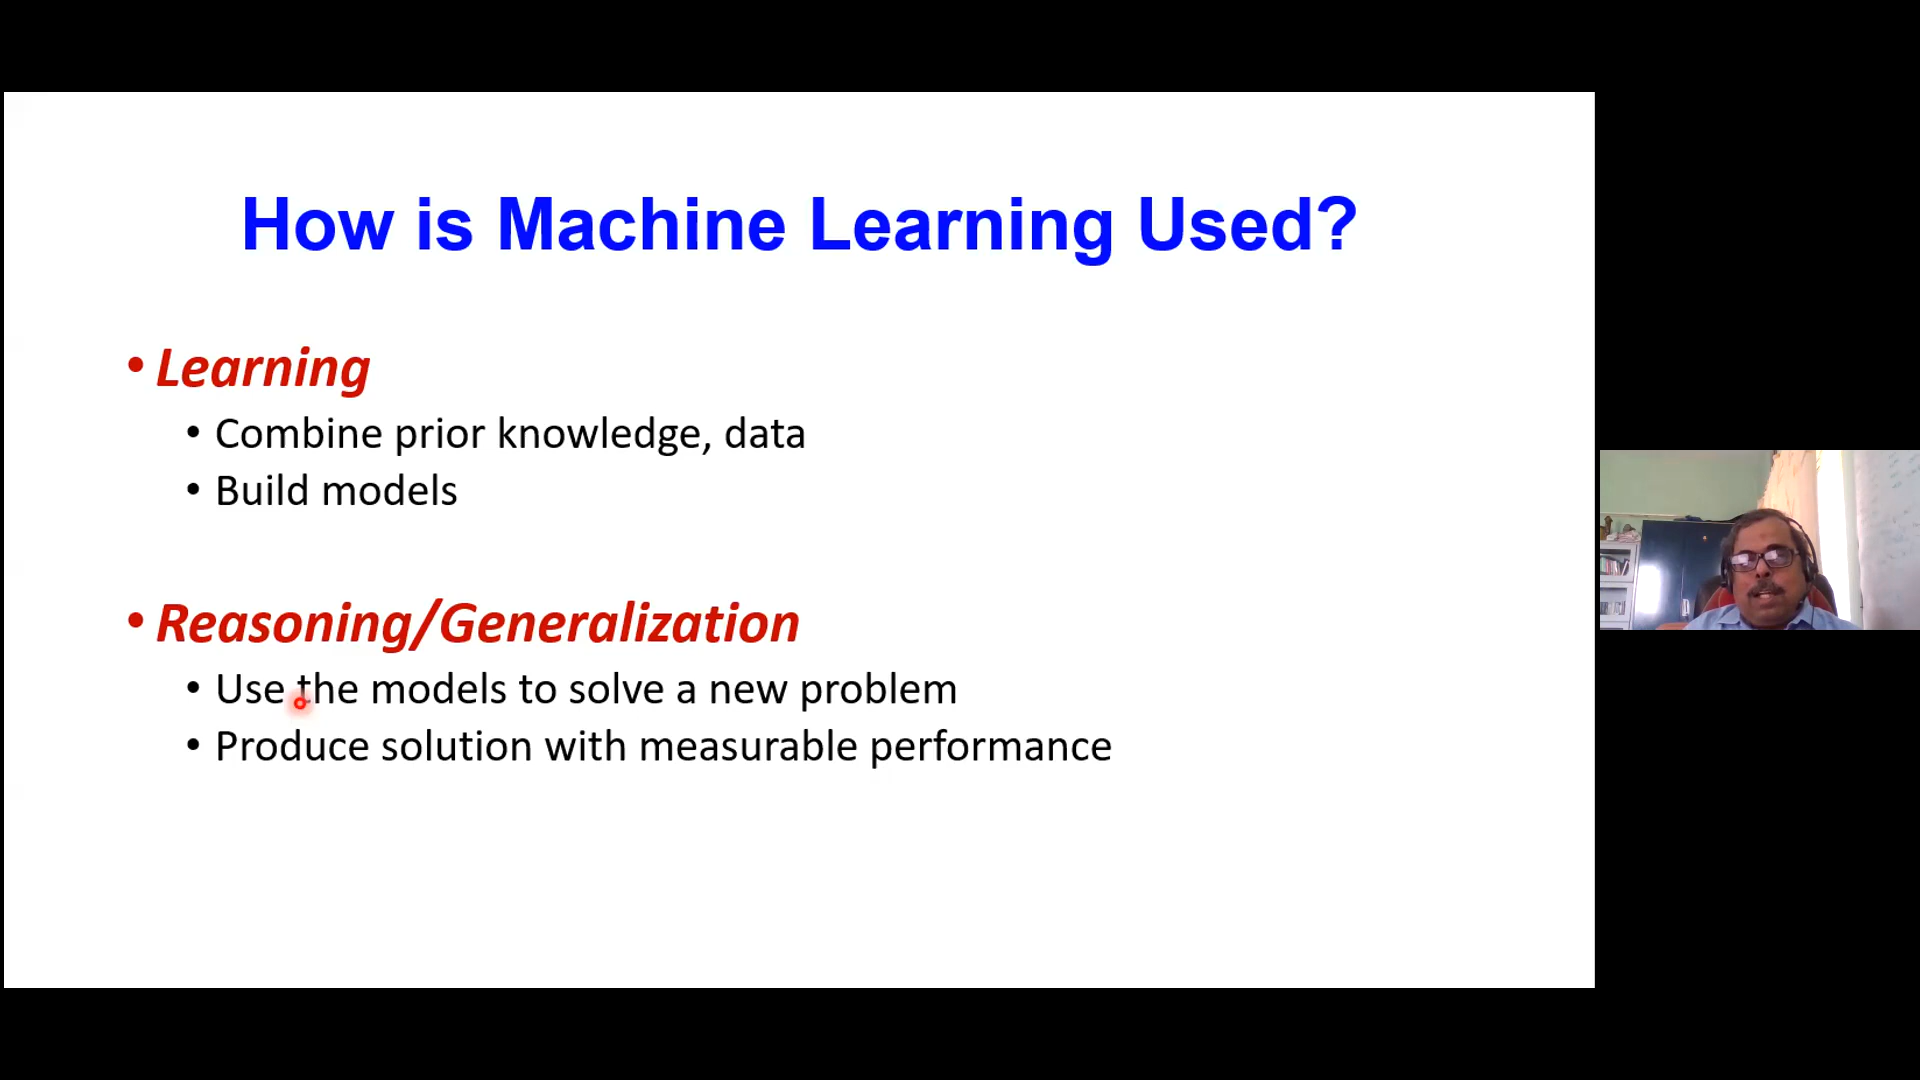 How is Machine Learning Used?
• Learning
• Combine prior knowledge, data
• Build models
• Reasoning/Generalization
• Use the models to solve a new problem
• Produce solution with measurable performance